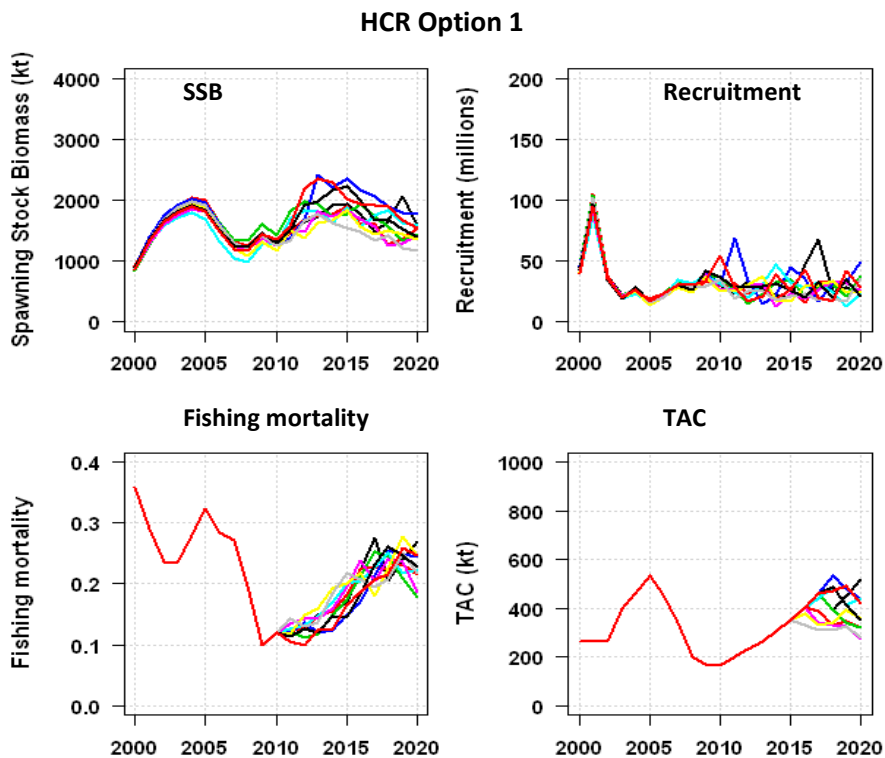 HCR Option 1
Spawning Stock Biomass (kt)
SSB
4000
3000
2000
1000
0
2000 2005 2010 2015 2020
Recruitment (millions)
Recruitment
200
150
100
50
0
2000 2005 2010 2015 2020
Fishing mortality
Fishing mortality
0.4
0.3
0.2
0.1
0.0
2000 2005 2010 2015 2020
TAC
TAC (kt)
1000
800
600
400
200
0
2000 2005 2010 2015 2020